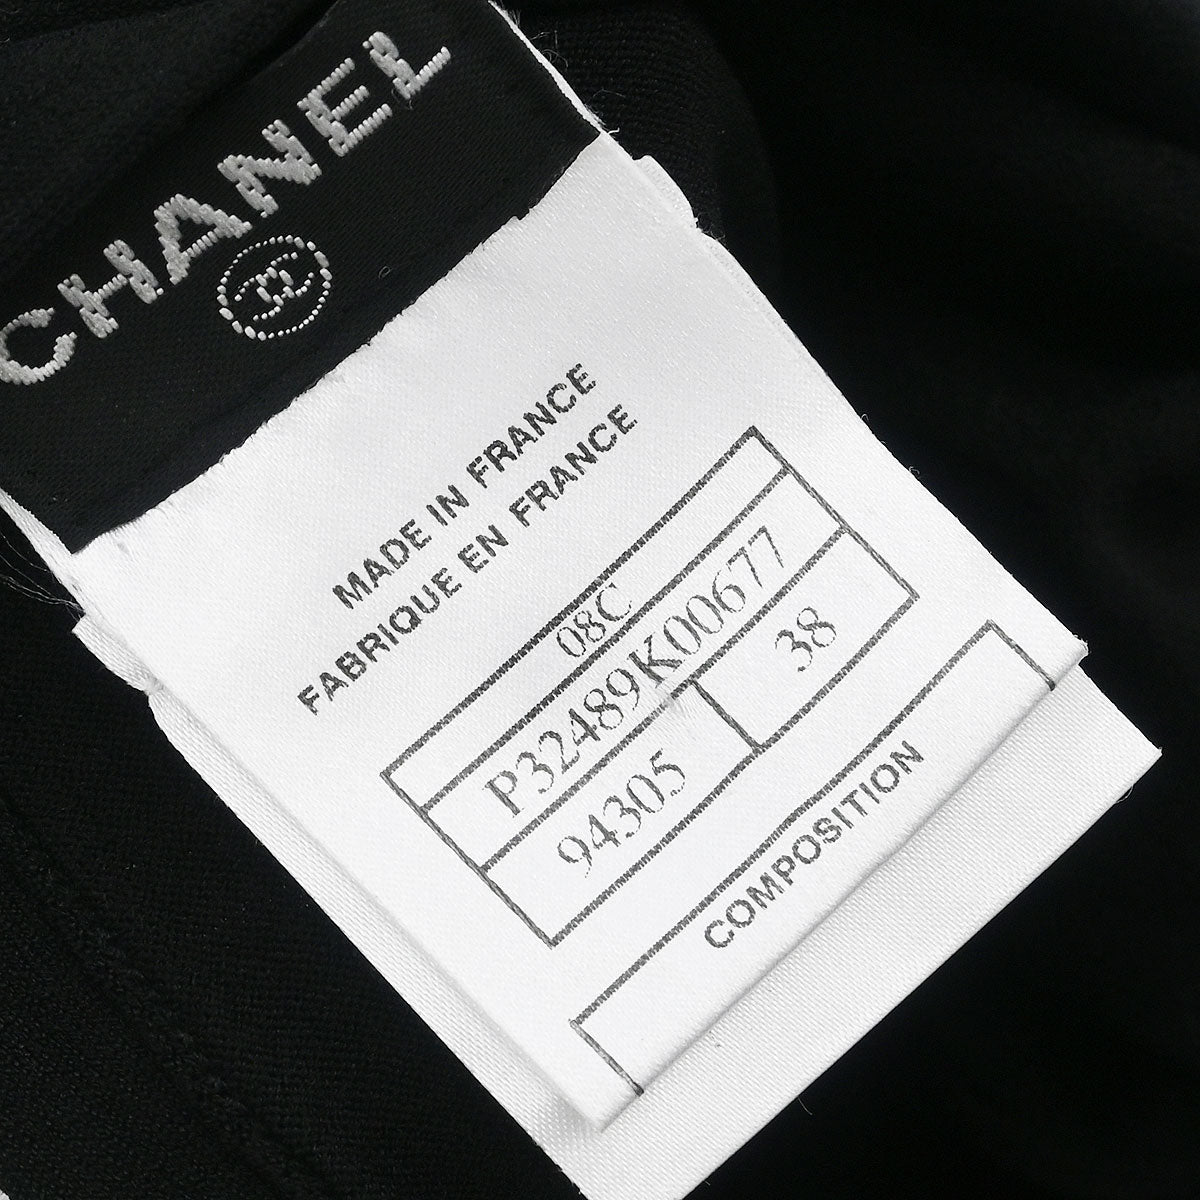 CHANEL
MADE IN FRANCE
FABRIQUE EN FRANCE
08C
P32489K00677
94305 38
COMPOSITION